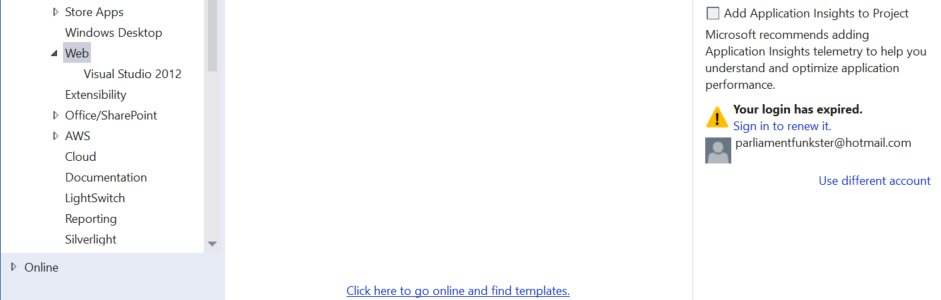 Store Apps
Windows Desktop
Web
Visual Studio 2012
Extensibility
Office/SharePoint
AWS
Cloud
Documentation
LightSwitch
Reporting
Silverlight
Online
Click here to go online and find templates.
Add Application Insights to Project
Microsoft recommends adding
Application Insights telemetry to help you
understand and optimize application
performance.
Your login has expired.
Sign in to renew it.
parliamentfunkster@hotmail.com
Use different account